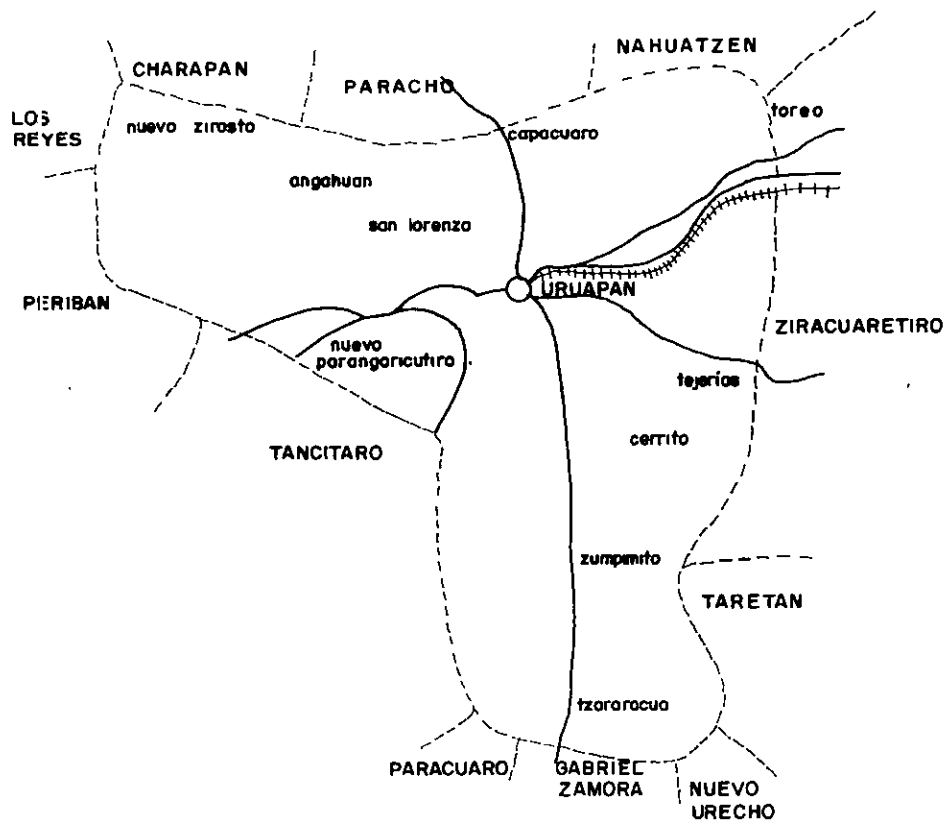 NAHUATZEN
CHARAPAN
PARACHO
LOS
REYES
nuevo zirosto
capacuaro
toreo
angahuan
san lorenzo
URUAPAN
PERIBAN
ZIRACUARETIRO
nuevo
parangaricutiro
tejerías
TANCITARO
cerrito
zumpimito
TARETAN
tzararacua
PARACUARO
GABRIEL
ZAMORA
NUEVO
URECHO